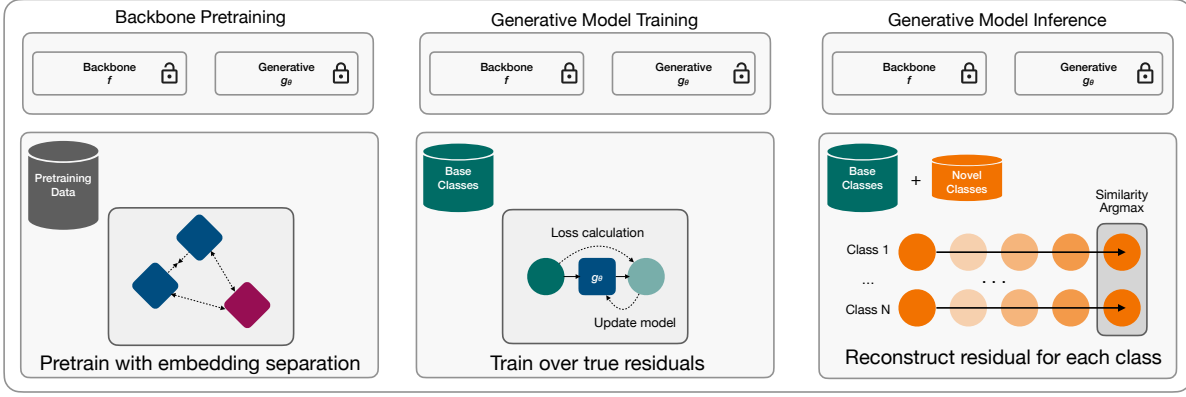 Backbone Pretraining
Backbone
f
Generative
gθ
Pretraining
Data
Pretrain with embedding separation
Generative Model Training
Backbone
f
Generative
gθ
Base
Classes
Loss calculation
gθ
Update model
Train over true residuals
Generative Model Inference
Backbone
f
Generative
gθ
Base
Classes
+
Novel
Classes
Similarity
Argmax
Class 1
...
. . .
Class N
Reconstruct residual for each class